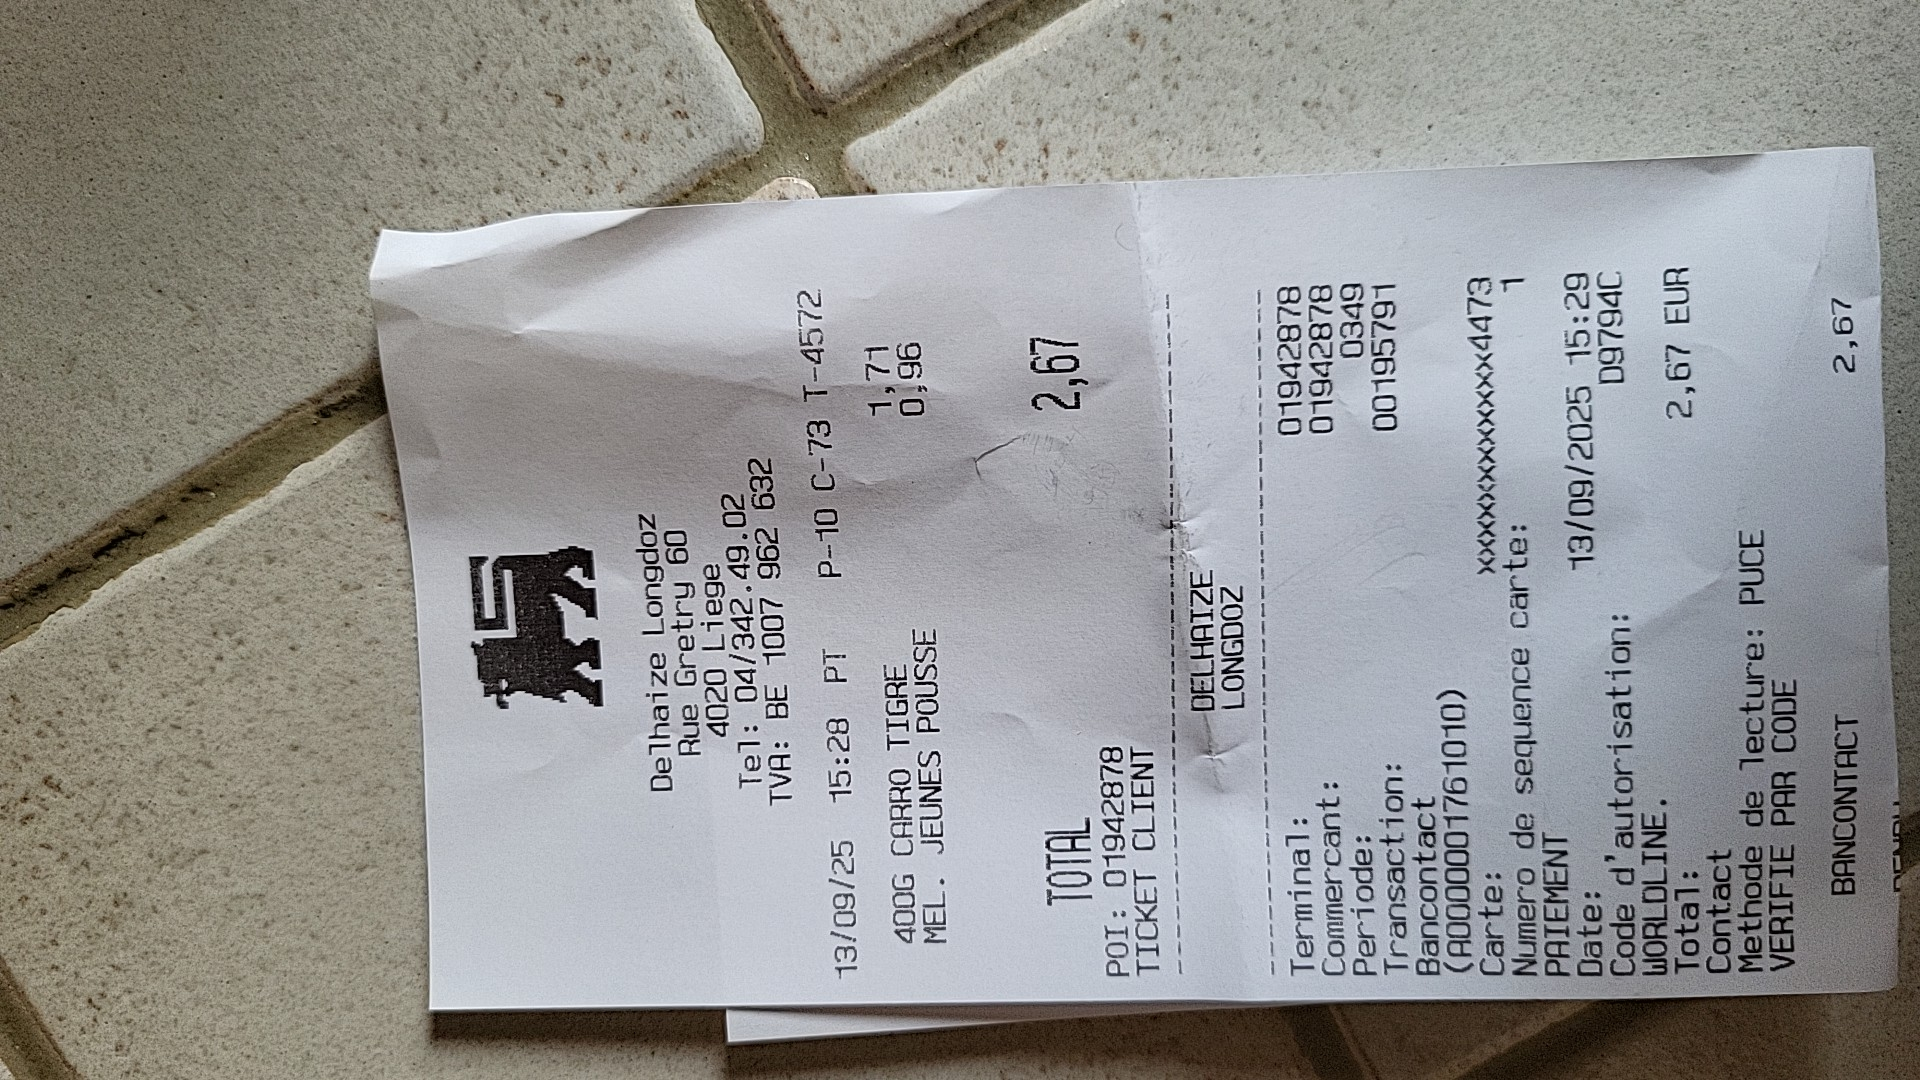 Delhaize Longdoz
Rue Gretry 60
4020 Liege
Tel: 04/342.49.02
TVA: BE 1007 962 632
13/09/25 15:28 PT P-10 C-73 T-4572
400G CARRO TIGRE 1,71
MEL. JEUNES POUSSE 0,96
TOTAL 2,67
POI: 01942878
TICKET CLIENT
DELHAIZE
LONGDOZ
Terminal: 01942878
Commercant: 01942878
Periode: 0349
Transaction: 00195791
Bancontact
(A0000001761010)
Carte: xxxxxxxxxxxxx4473
Numero de sequence carte: 1
PAIEMENT
Date: 13/09/2025 15:29
Code d'autorisation: D9794C
WORLDLINE.
Total: 2,67 EUR
Contact
Methode de lecture: PUCE
VERIFIE PAR CODE
BANCONTACT 2,67